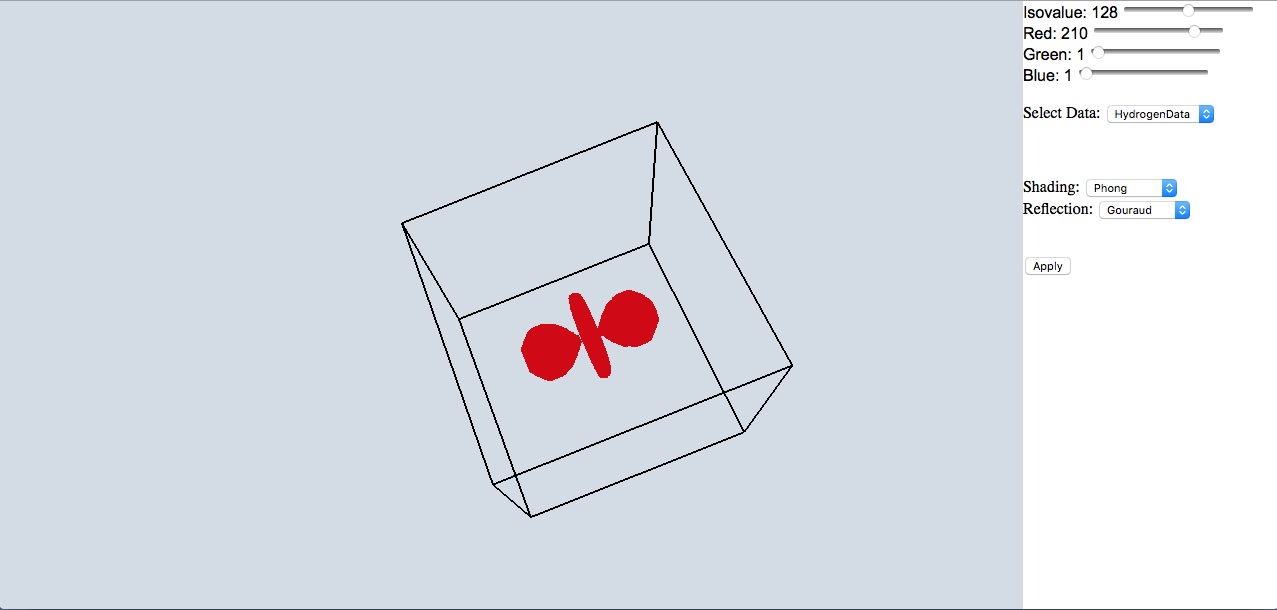 Isovalue: 128
Red: 210
Green: 1
Blue: 1
Select Data: HydrogenData
Shading: Phong
Reflection: Gouraud
Apply